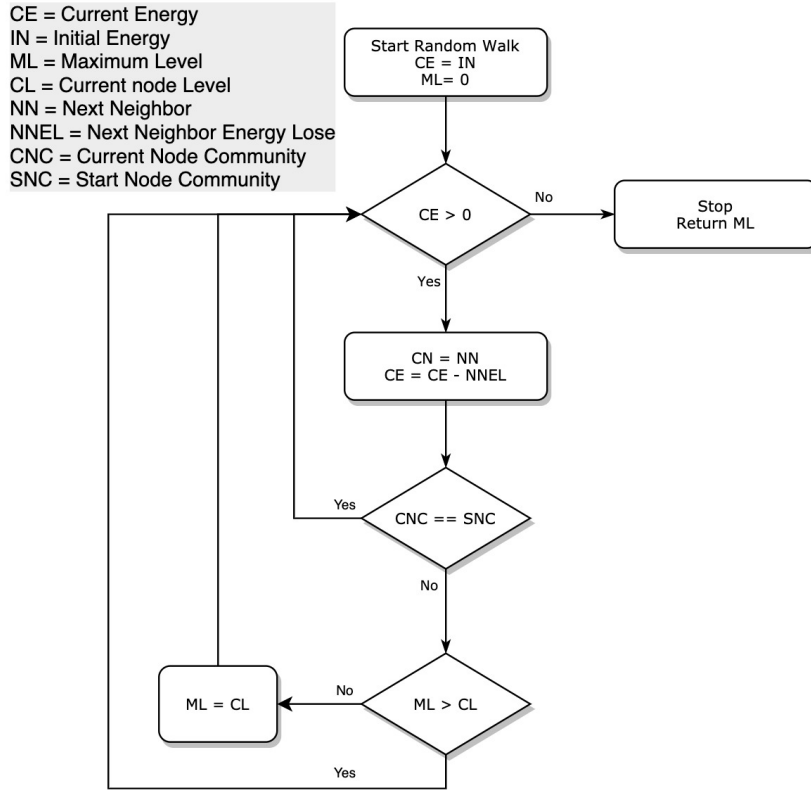 CE = Current Energy
IN = Initial Energy
ML = Maximum Level
CL = Current node Level
NN = Next Neighbor
NNEL = Next Neighbor Energy Lose
CNC = Current Node Community
SNC = Start Node Community
Start Random Walk
CE = IN
ML= 0
CE > 0
No
Stop
Return ML
Yes
CN = NN
CE = CE - NNEL
Yes
CNC == SNC
No
ML = CL
No
ML > CL
Yes